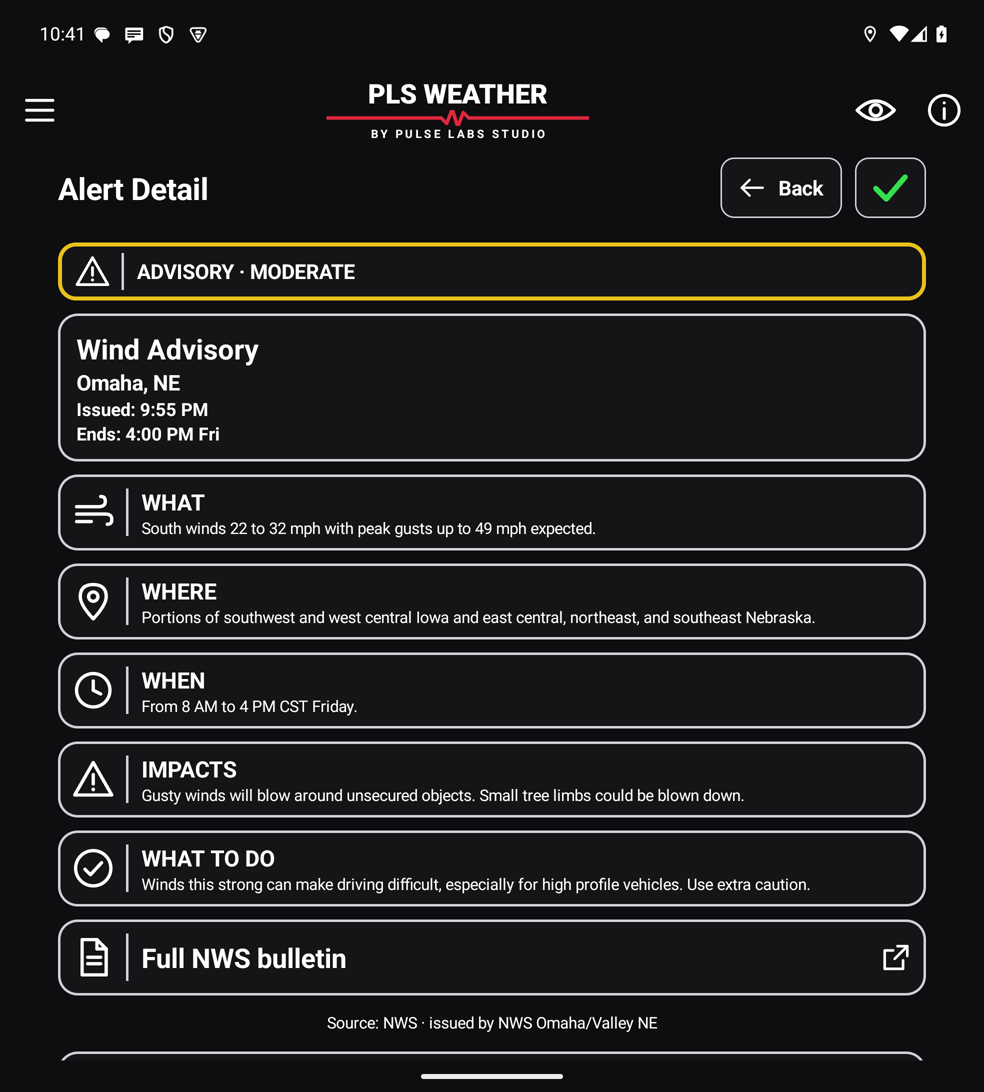 10:41
PLS WEATHER
BY PULSE LABS STUDIO
Alert Detail
Back
ADVISORY · MODERATE
Wind Advisory
Omaha, NE
Issued: 9:55 PM
Ends: 4:00 PM Fri
WHAT
South winds 22 to 32 mph with peak gusts up to 49 mph expected.
WHERE
Portions of southwest and west central Iowa and east central, northeast, and southeast Nebraska.
WHEN
From 8 AM to 4 PM CST Friday.
IMPACTS
Gusty winds will blow around unsecured objects. Small tree limbs could be blown down.
WHAT TO DO
Winds this strong can make driving difficult, especially for high profile vehicles. Use extra caution.
Full NWS bulletin
Source: NWS · issued by NWS Omaha/Valley NE